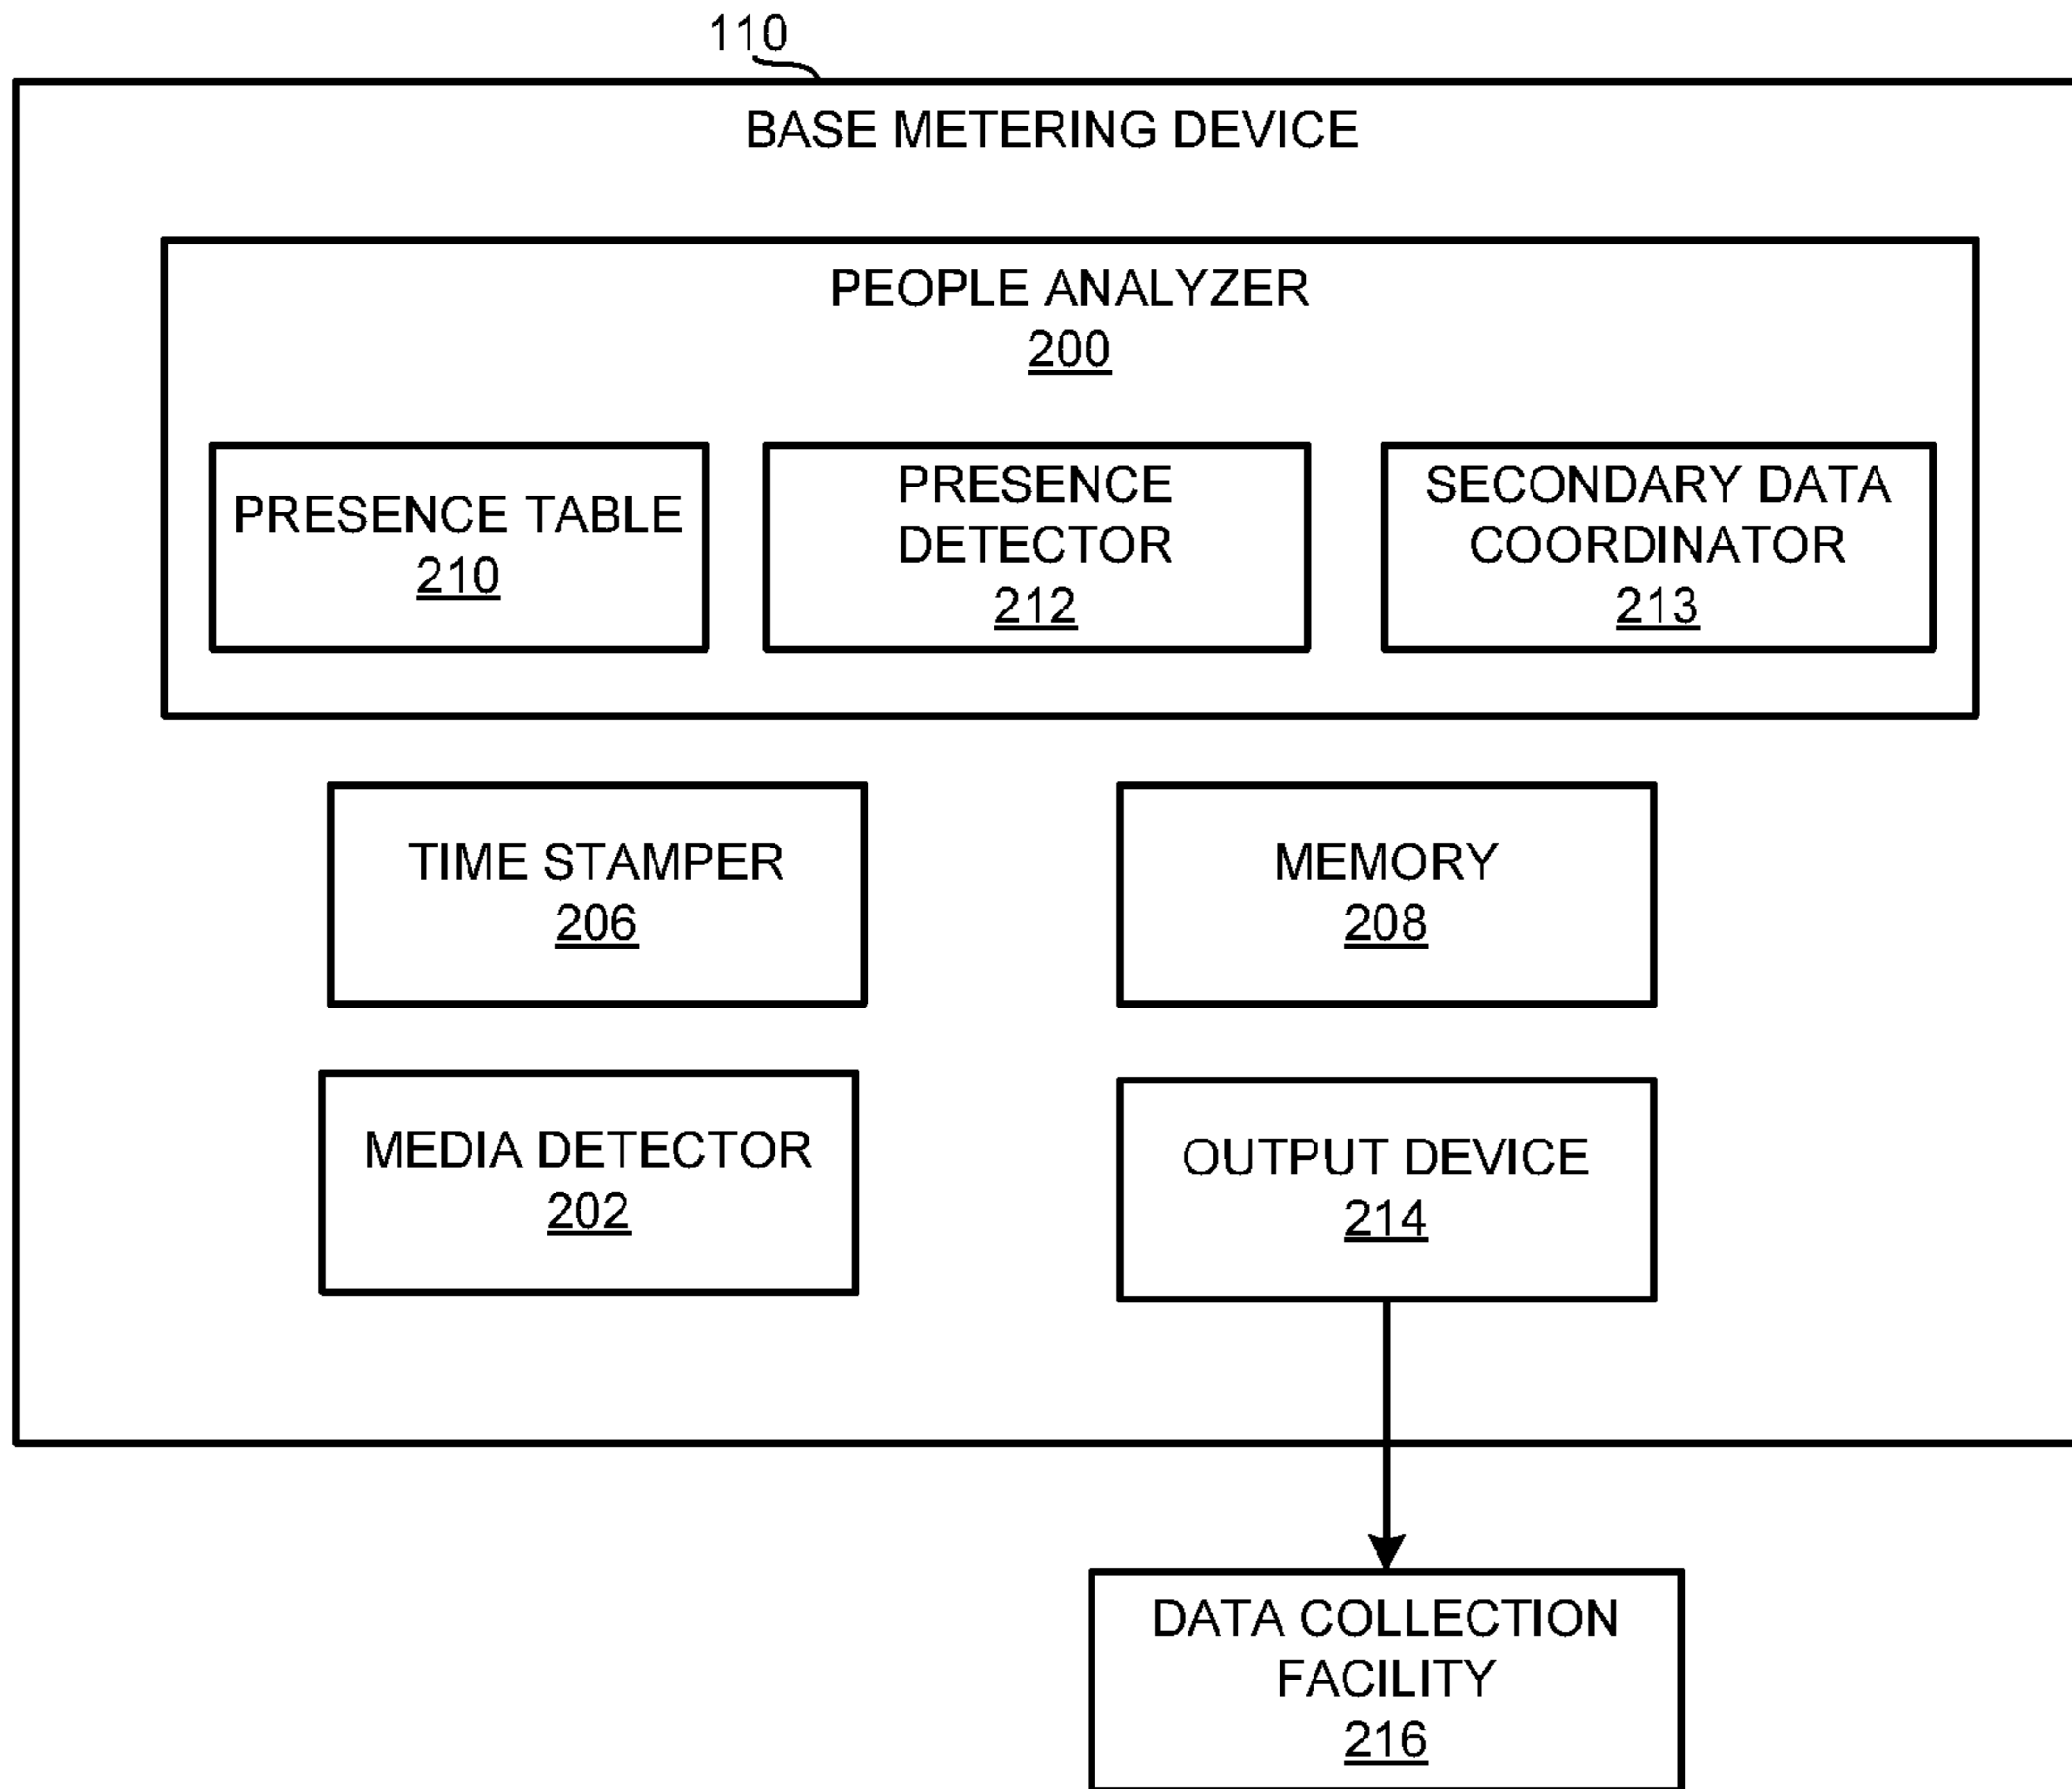 110
BASE METERING DEVICE
PEOPLE ANALYZER
200
PRESENCE TABLE
210
PRESENCE
DETECTOR
212
SECONDARY DATA
COORDINATOR
213
TIME STAMPER
206
MEMORY
208
MEDIA DETECTOR
202
OUTPUT DEVICE
214
DATA COLLECTION
FACILITY
216